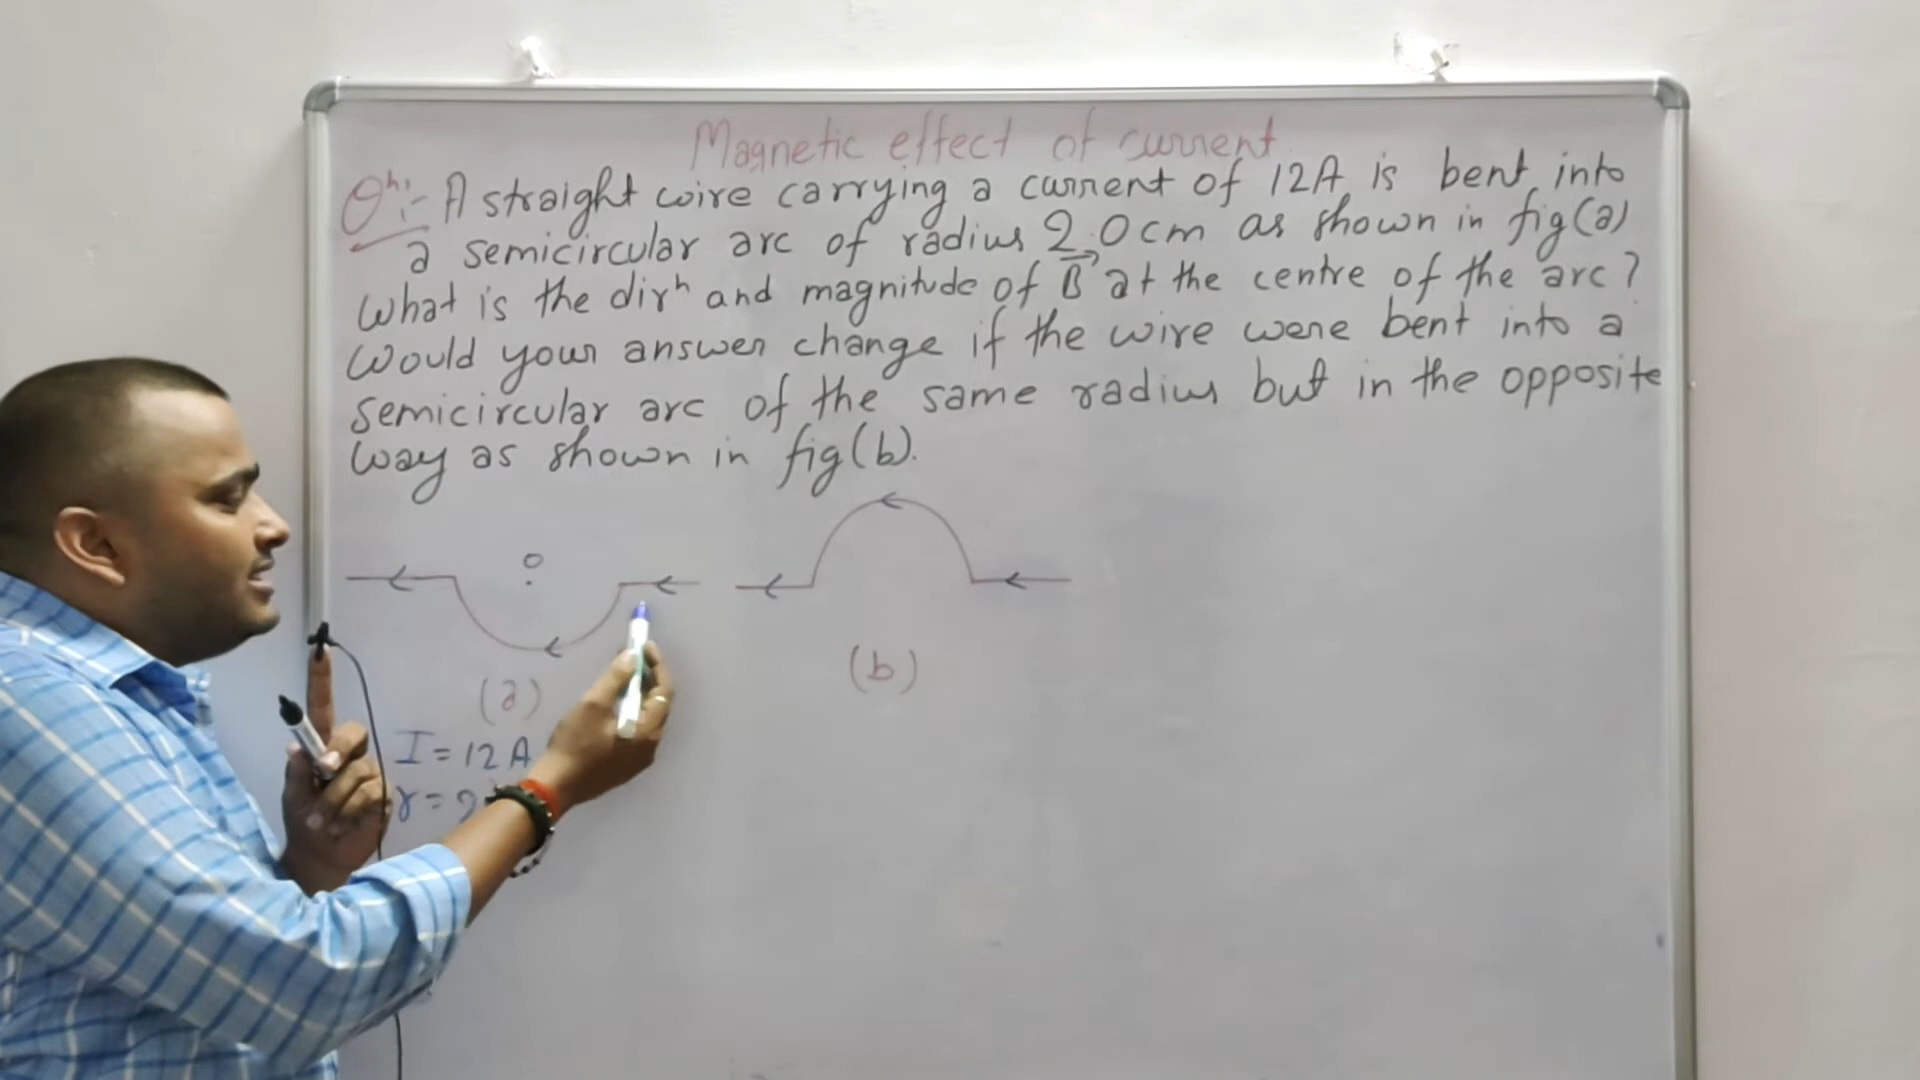 Magnetic effect of current
Qn:- A straight wire carrying a current of 12A is bent into
a semicircular arc of radius 2.0cm as shown in fig(a)
What is the dirn and magnitude of B→ at the centre of the arc?
Would your answer change if the wire were bent into a
semicircular arc of the same radius but in the opposite
way as shown in fig(b).
O
(a)
(b)
I = 12 A
r = 2